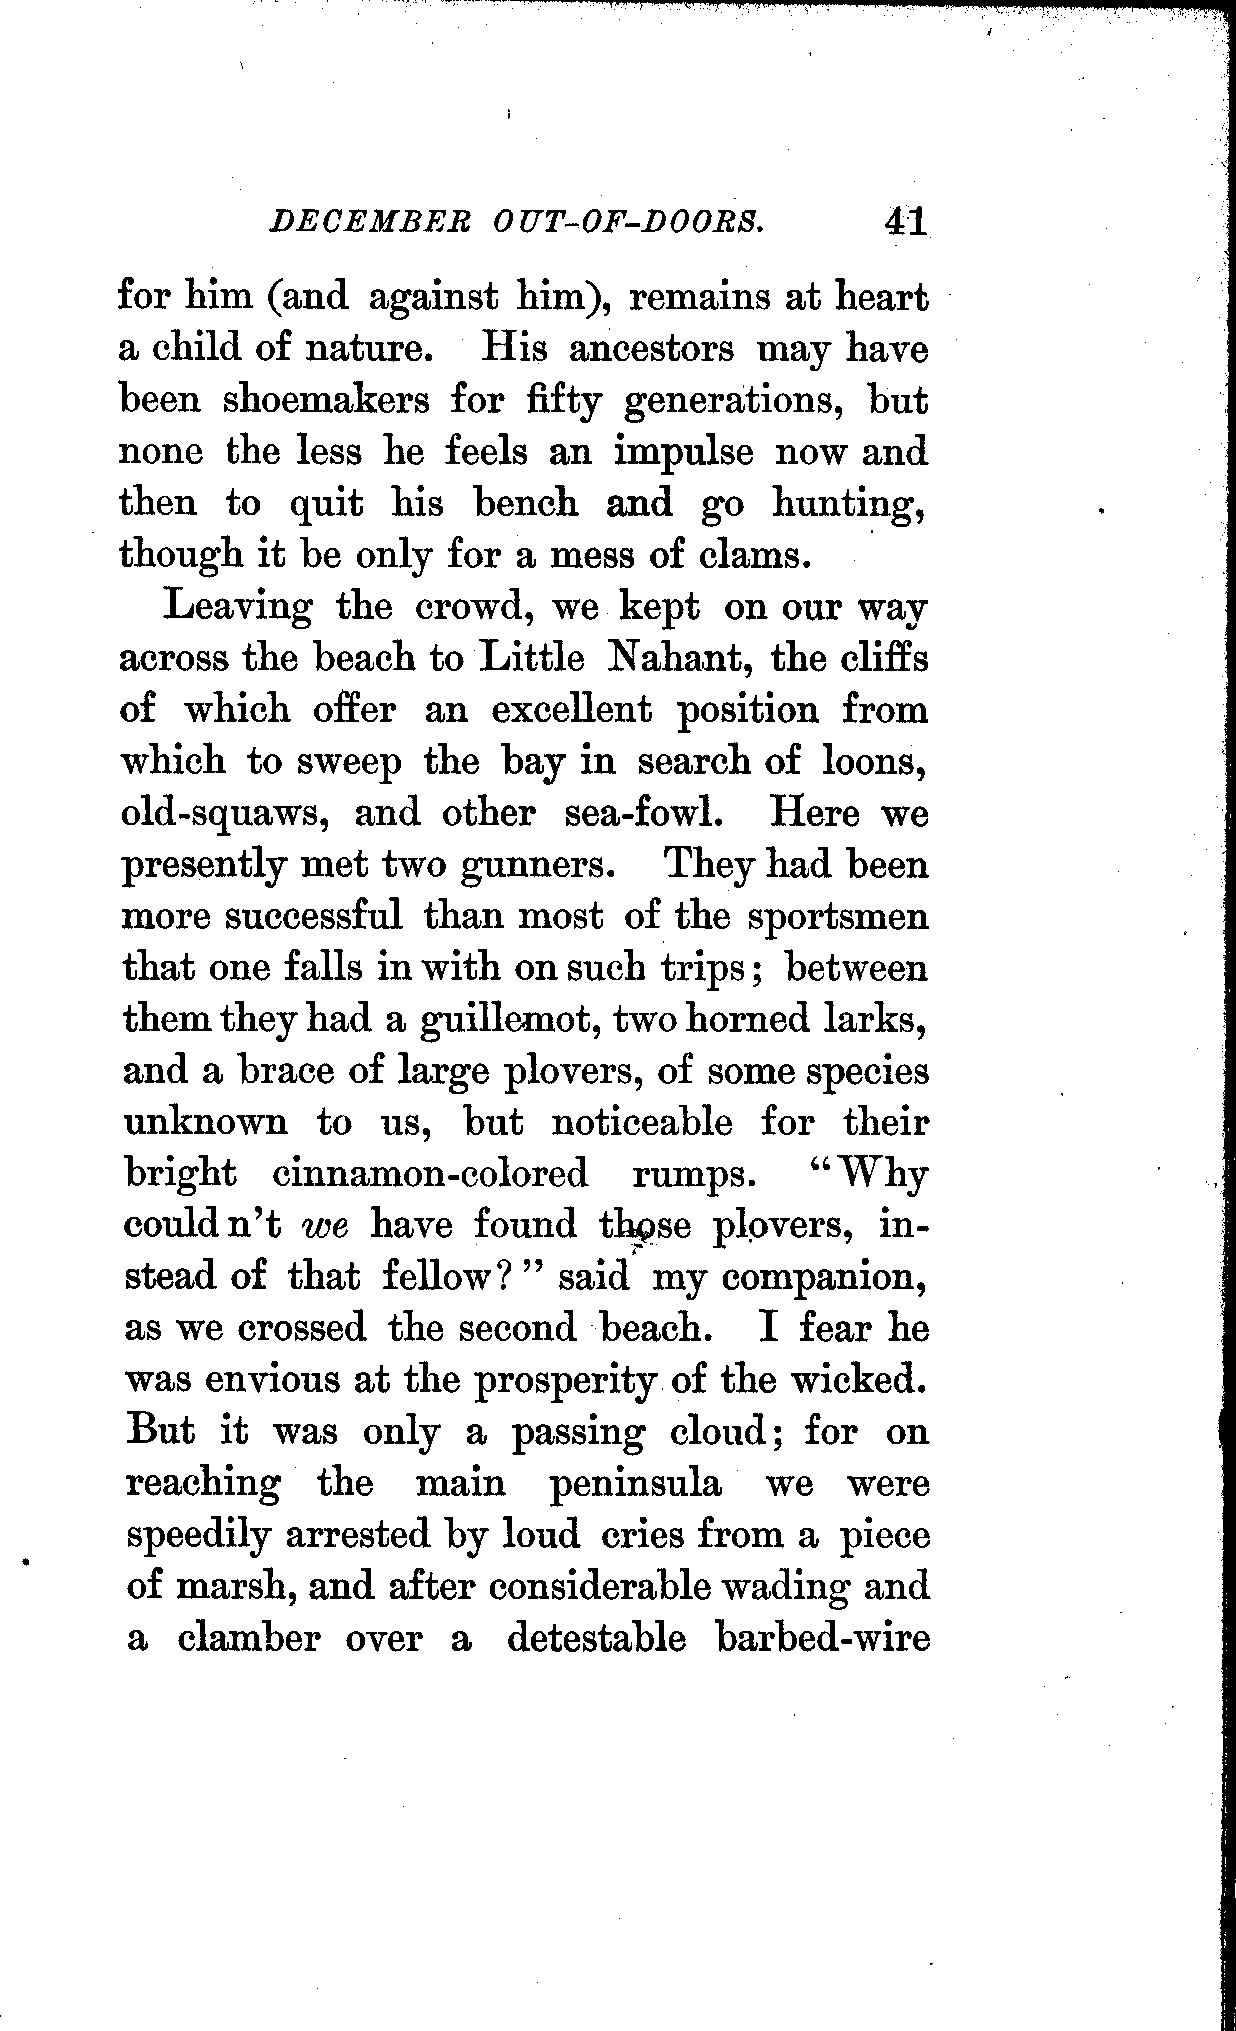 DECEMBER OUT-OF-DOORS. 41
for him (and against him), remains at heart
a child of nature. His ancestors may have
been shoemakers for fifty generations, but
none the less he feels an impulse now and
then to quit his bench and go hunting,
though it be only for a mess of clams.
Leaving the crowd, we kept on our way
across the beach to Little Nahant, the cliffs
of which offer an excellent position from
which to sweep the bay in search of loons,
old-squaws, and other sea-fowl. Here we
presently met two gunners. They had been
more successful than most of the sportsmen
that one falls in with on such trips; between
them they had a guillemot, two horned larks,
and a brace of large plovers, of some species
unknown to us, but noticeable for their
bright cinnamon-colored rumps. "Why
could n't we have found those plovers, in-
stead of that fellow?" said my companion,
as we crossed the second beach. I fear he
was envious at the prosperity of the wicked.
But it was only a passing cloud; for on
reaching the main peninsula we were
speedily arrested by loud cries from a piece
of marsh, and after considerable wading and
a clamber over a detestable barbed-wire